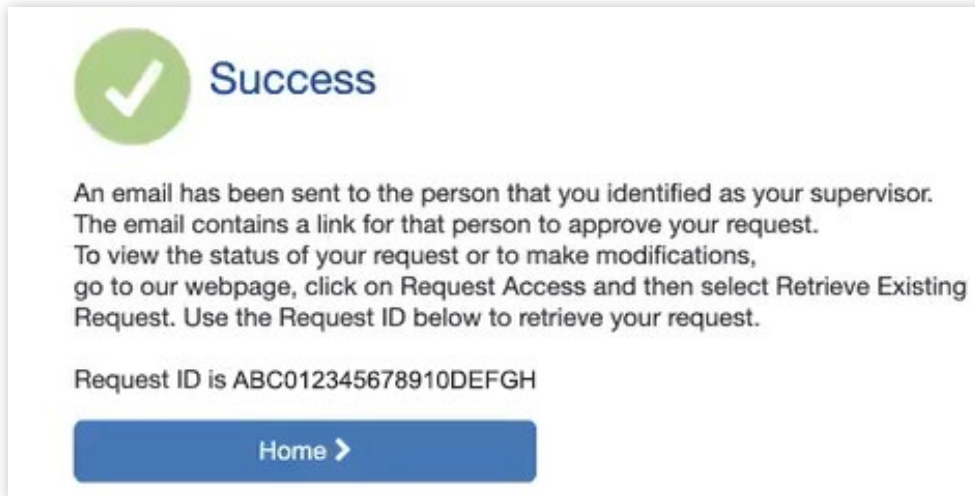 Success
An email has been sent to the person that you identified as your supervisor.
The email contains a link for that person to approve your request.
To view the status of your request or to make modifications,
go to our webpage, click on Request Access and then select Retrieve Existing
Request. Use the Request ID below to retrieve your request.
Request ID is ABC012345678910DEFGH
Home